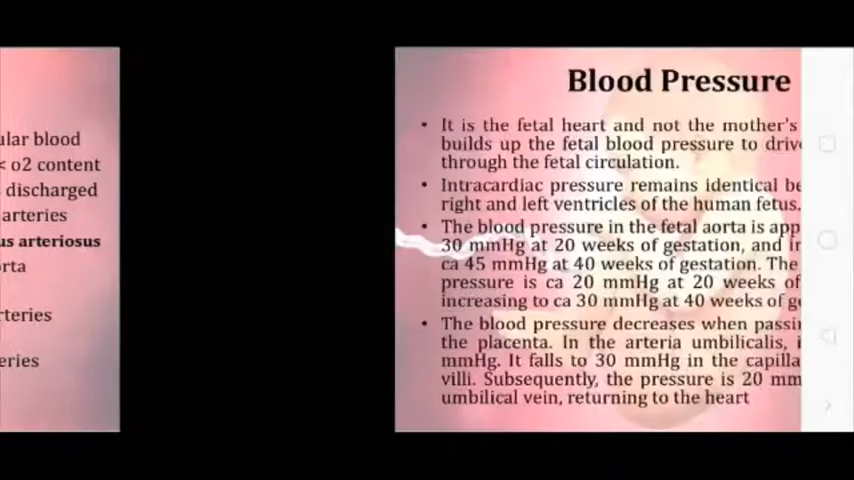 ular blood
< o2 content
discharged
arteries
us arteriosus
orta
rteries
eries
Blood Pressure
• It is the fetal heart and not the mother's
builds up the fetal blood pressure to drive
through the fetal circulation.
• Intracardiac pressure remains identical be
right and left ventricles of the human fetus.
• The blood pressure in the fetal aorta is app
30 mmHg at 20 weeks of gestation, and in
ca 45 mmHg at 40 weeks of gestation. The
pressure is ca 20 mmHg at 20 weeks of
increasing to ca 30 mmHg at 40 weeks of ge
• The blood pressure decreases when passin
the placenta. In the arteria umbilicalis, i
mmHg. It falls to 30 mmHg in the capilla
villi. Subsequently, the pressure is 20 mm
umbilical vein, returning to the heart